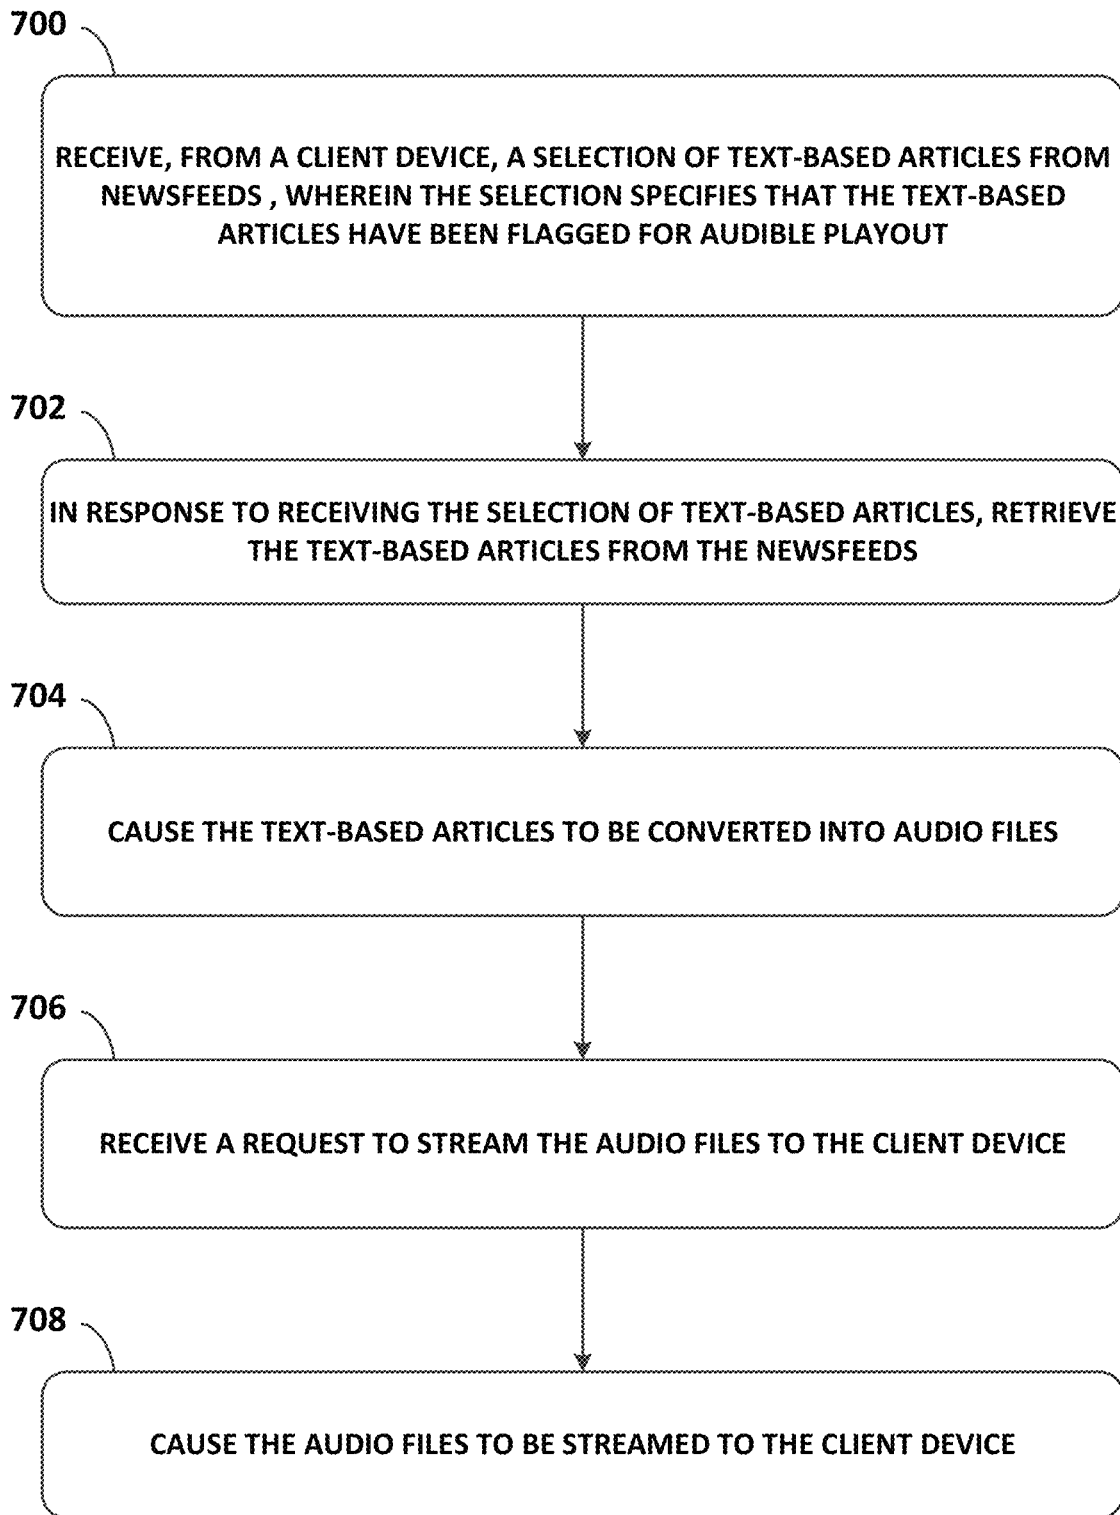 700
RECEIVE, FROM A CLIENT DEVICE, A SELECTION OF TEXT-BASED ARTICLES FROM
NEWSFEEDS , WHEREIN THE SELECTION SPECIFIES THAT THE TEXT-BASED
ARTICLES HAVE BEEN FLAGGED FOR AUDIBLE PLAYOUT
702
IN RESPONSE TO RECEIVING THE SELECTION OF TEXT-BASED ARTICLES, RETRIEVE
THE TEXT-BASED ARTICLES FROM THE NEWSFEEDS
704
CAUSE THE TEXT-BASED ARTICLES TO BE CONVERTED INTO AUDIO FILES
706
RECEIVE A REQUEST TO STREAM THE AUDIO FILES TO THE CLIENT DEVICE
708
CAUSE THE AUDIO FILES TO BE STREAMED TO THE CLIENT DEVICE